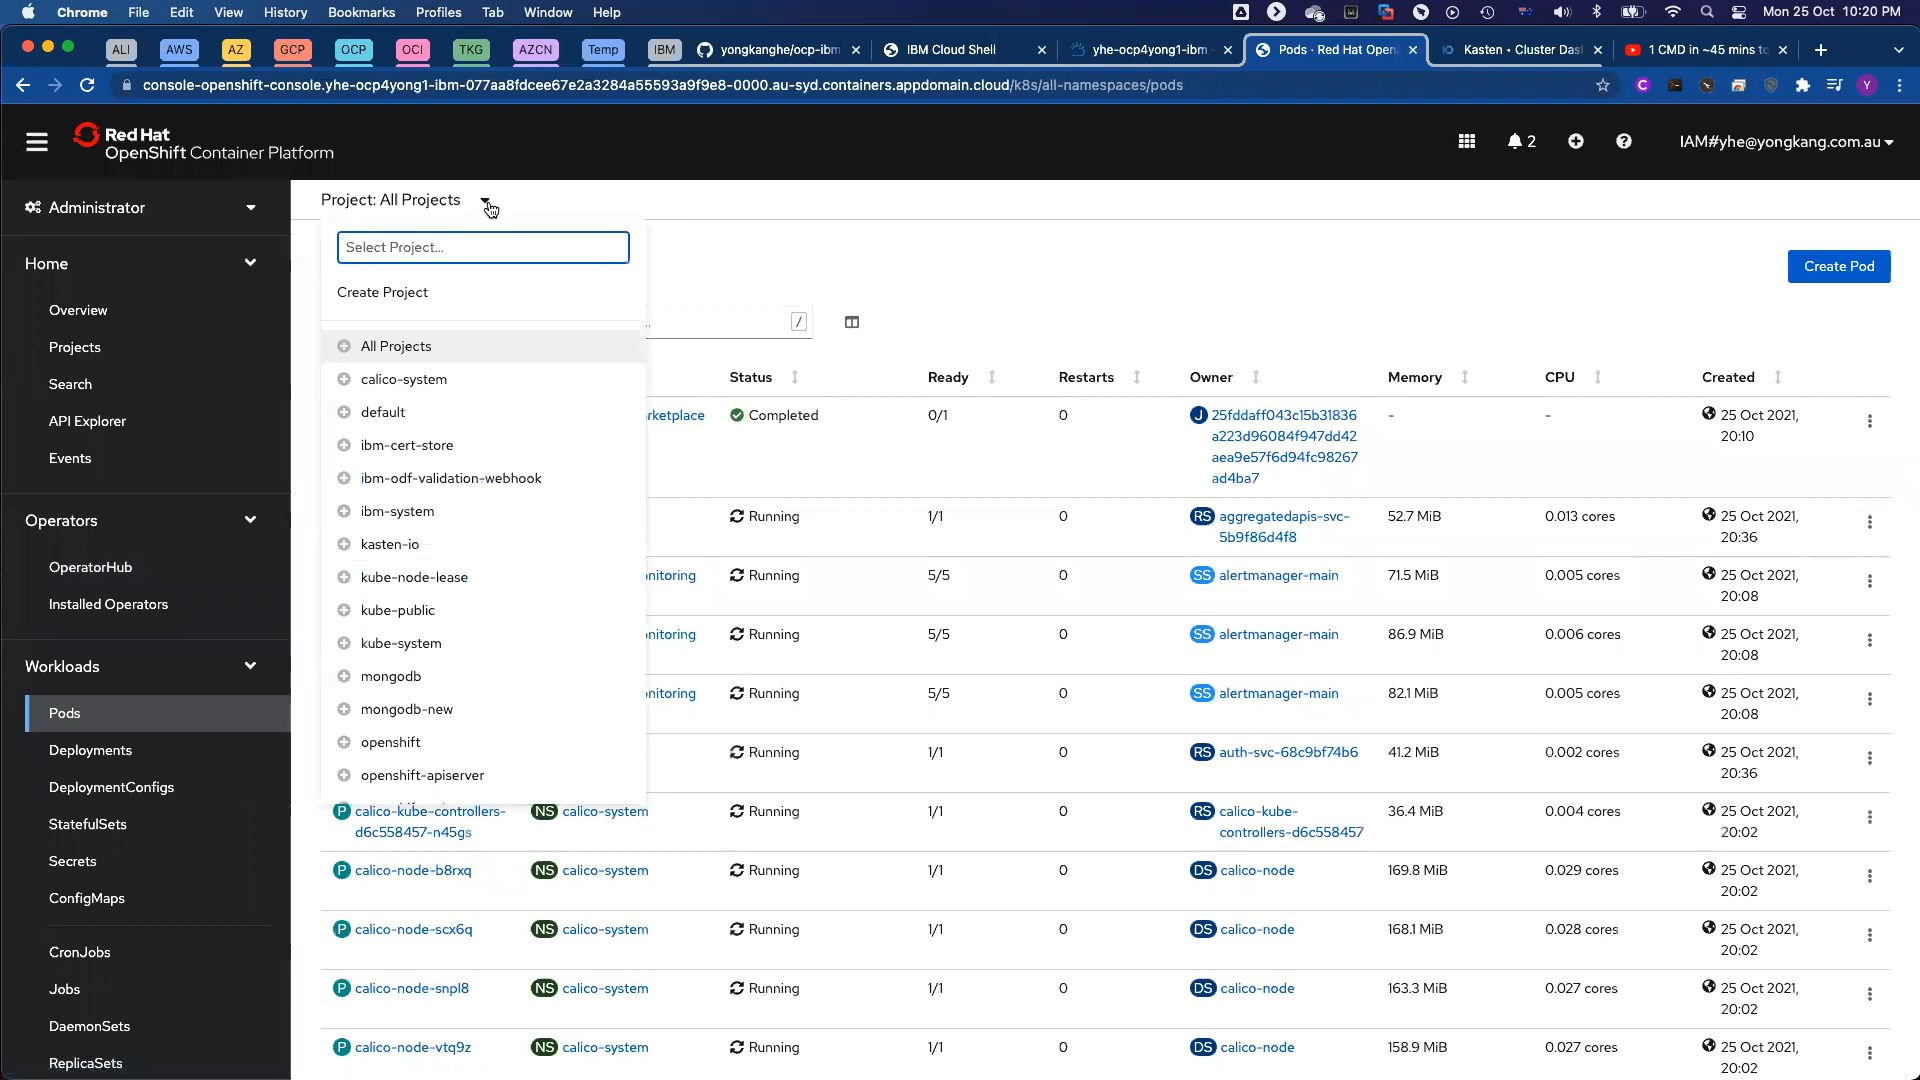 Chrome File Edit View History Bookmarks Profiles Tab Window Help Mon 25 Oct 10:20 PM
ALI AWS AZ GCP OCP OCI TKG AZCN Temp IBM yongkanghe/ocp-ibm IBM Cloud Shell yhe-ocp4yong1-ibm Pods · Red Hat Open Kasten • Cluster Das 1 CMD in ~45 mins to
console-openshift-console.yhe-ocp4yong1-ibm-077aa8fdcee67e2a3284a55593a9f9e8-0000.au-syd.containers.appdomain.cloud/k8s/all-namespaces/pods
Red Hat
OpenShift Container Platform
2
IAM#yhe@yongkang.com.au
Administrator
Home
Overview
Projects
Search
API Explorer
Events
Operators
OperatorHub
Installed Operators
Workloads
Pods
Deployments
DeploymentConfigs
StatefulSets
Secrets
ConfigMaps
CronJobs
Jobs
DaemonSets
ReplicaSets
Project: All Projects
Select Project...
Create Project
All Projects
calico-system
default
ibm-cert-store
ibm-odf-validation-webhook
ibm-system
kasten-io
kube-node-lease
kube-public
kube-system
mongodb
mongodb-new
openshift
openshift-apiserver
Create Pod
/
Status Ready Restarts Owner Memory CPU Created
rketplace Completed 0/1 0 J 25fddaff043c15b31836 - - 25 Oct 2021,
a223d96084f947dd42 20:10
aea9e57f6d94fc98267
ad4ba7
Running 1/1 0 RS aggregatedapis-svc- 52.7 MiB 0.013 cores 25 Oct 2021,
5b9f86d4f8 20:36
nitoring Running 5/5 0 SS alertmanager-main 71.5 MiB 0.005 cores 25 Oct 2021,
20:08
nitoring Running 5/5 0 SS alertmanager-main 86.9 MiB 0.006 cores 25 Oct 2021,
20:08
nitoring Running 5/5 0 SS alertmanager-main 82.1 MiB 0.005 cores 25 Oct 2021,
20:08
Running 1/1 0 RS auth-svc-68c9bf74b6 41.2 MiB 0.002 cores 25 Oct 2021,
20:36
P calico-kube-controllers- NS calico-system Running 1/1 0 RS calico-kube- 36.4 MiB 0.004 cores 25 Oct 2021,
d6c558457-n45gs controllers-d6c558457 20:02
P calico-node-b8rxq NS calico-system Running 1/1 0 DS calico-node 169.8 MiB 0.029 cores 25 Oct 2021,
20:02
P calico-node-scx6q NS calico-system Running 1/1 0 DS calico-node 168.1 MiB 0.028 cores 25 Oct 2021,
20:02
P calico-node-snpl8 NS calico-system Running 1/1 0 DS calico-node 163.3 MiB 0.027 cores 25 Oct 2021,
20:02
P calico-node-vtq9z NS calico-system Running 1/1 0 DS calico-node 158.9 MiB 0.027 cores 25 Oct 2021,
20:02